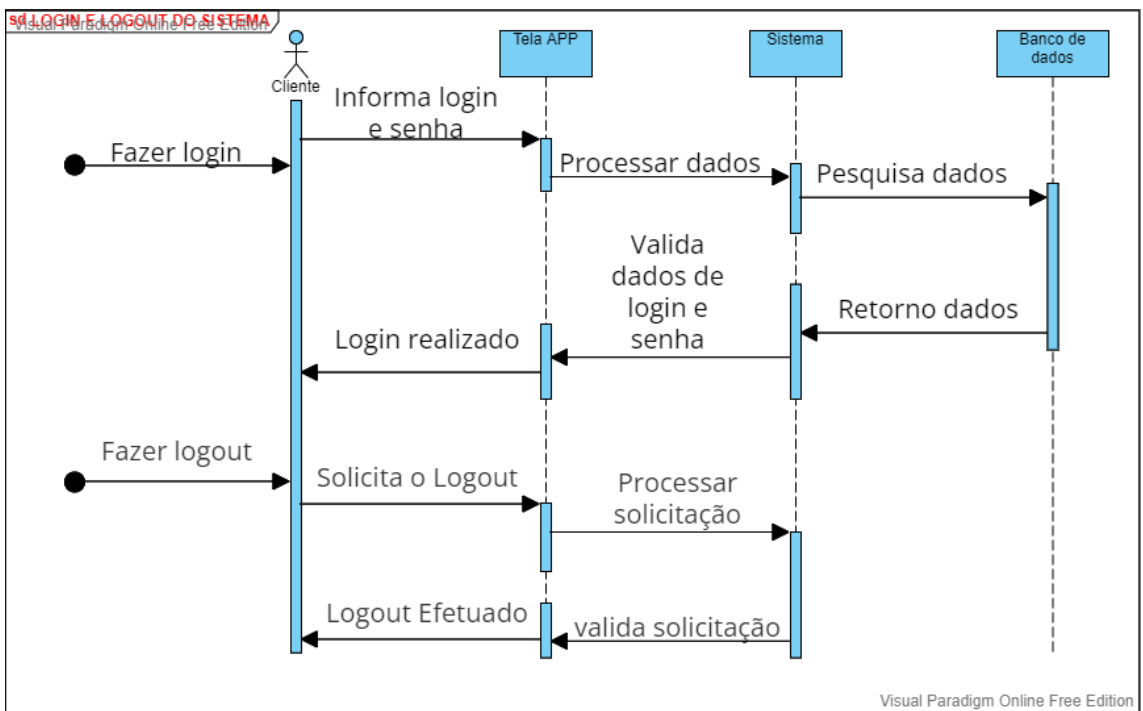 sd LOGIN E LOGOUT DO SISTEMA
Visual Paradigm Online Free Edition
Cliente
Tela APP
Sistema
Banco de
dados
Informa login
e senha
Fazer login
Processar dados
Pesquisa dados
Valida
dados de
login e
senha
Retorno dados
Login realizado
Fazer logout
Solicita o Logout
Processar
solicitação
Logout Efetuado
valida solicitação
Visual Paradigm Online Free Edition